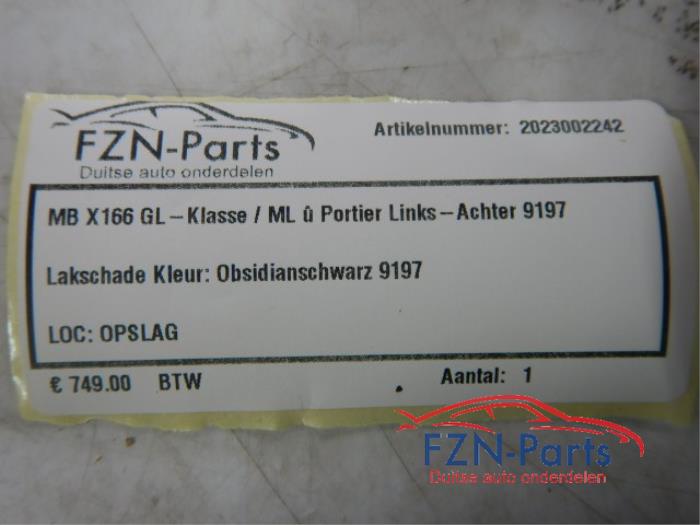 FZN-Parts
Duitse auto onderdelen
Artikelnummer: 2023002242
MB X166 GL-Klasse / ML û Portier Links-Achter 9197
Lakschade Kleur: Obsidianschwarz 9197
LOC: OPSLAG
€ 749.00 BTW
Aantal: 1
FZN-Parts
Duitse auto onderdelen